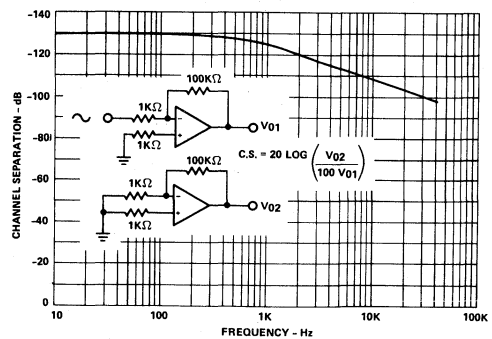 -140
-120
-100
-80
-60
-40
-20
0
CHANNEL SEPARATION - dB
100KΩ
1KΩ
1KΩ
-
+
V01
C.S. = 20 LOG (V02 / 100 V01)
100KΩ
1KΩ
1KΩ
-
+
V02
10 100 1K 10K 100K
FREQUENCY - Hz